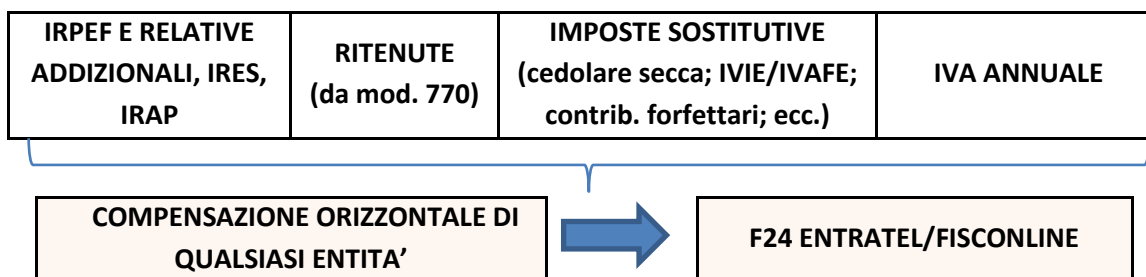 IRPEF E RELATIVE
ADDIZIONALI, IRES,
IRAP
RITENUTE
(da mod. 770)
IMPOSTE SOSTITUTIVE
(cedolare secca; IVIE/IVAFE;
contrib. forfettari; ecc.)
IVA ANNUALE
COMPENSAZIONE ORIZZONTALE DI
QUALSIASI ENTITA’
F24 ENTRATEL/FISCONLINE